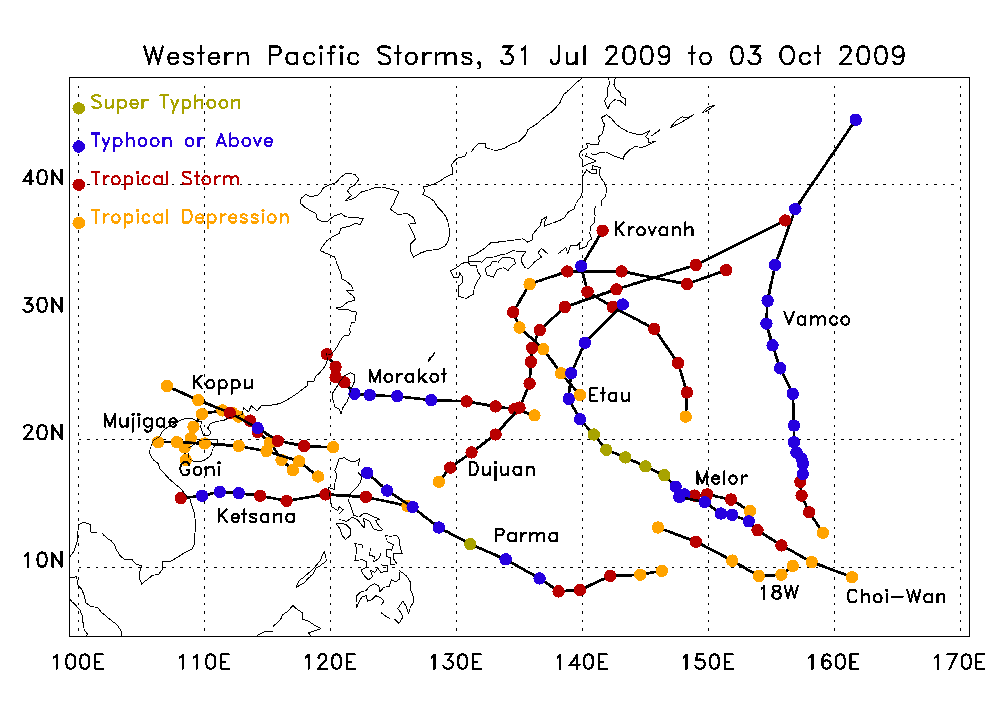 Western Pacific Storms, 31 Jul 2009 to 03 Oct 2009
Super Typhoon
Typhoon or Above
Tropical Storm
Tropical Depression
40N
30N
20N
10N
Krovanh
Vamco
Koppu
Morakot
Etau
Mujigae
Goni
Dujuan
Melor
Ketsana
Parma
18W
Choi-Wan
100E 110E 120E 130E 140E 150E 160E 170E